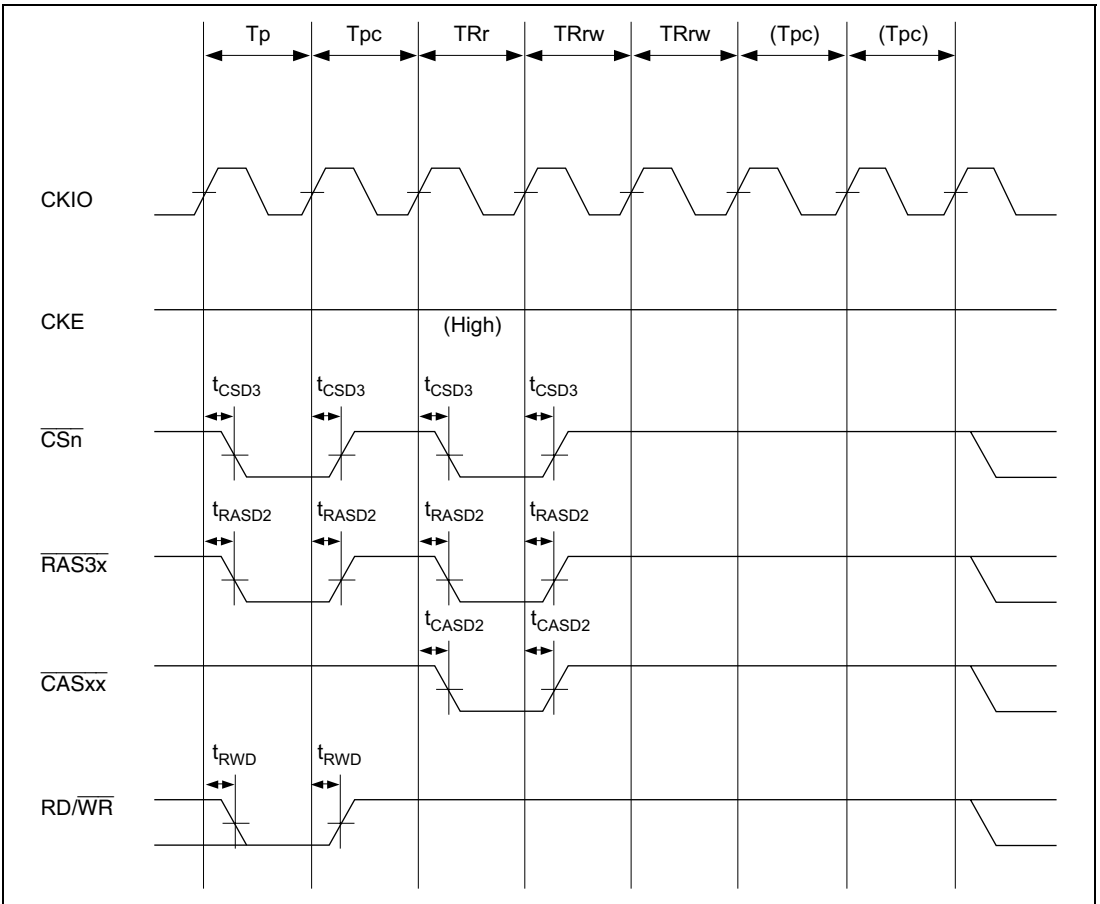 Tp Tpc TRr TRrw TRrw (Tpc) (Tpc)
CKIO
CKE
(High)
tCSD3 tCSD3 tCSD3 tCSD3
CSn
tRASD2 tRASD2 tRASD2 tRASD2
RAS3x
tCASD2 tCASD2
CASxx
tRWD tRWD
RD/WR